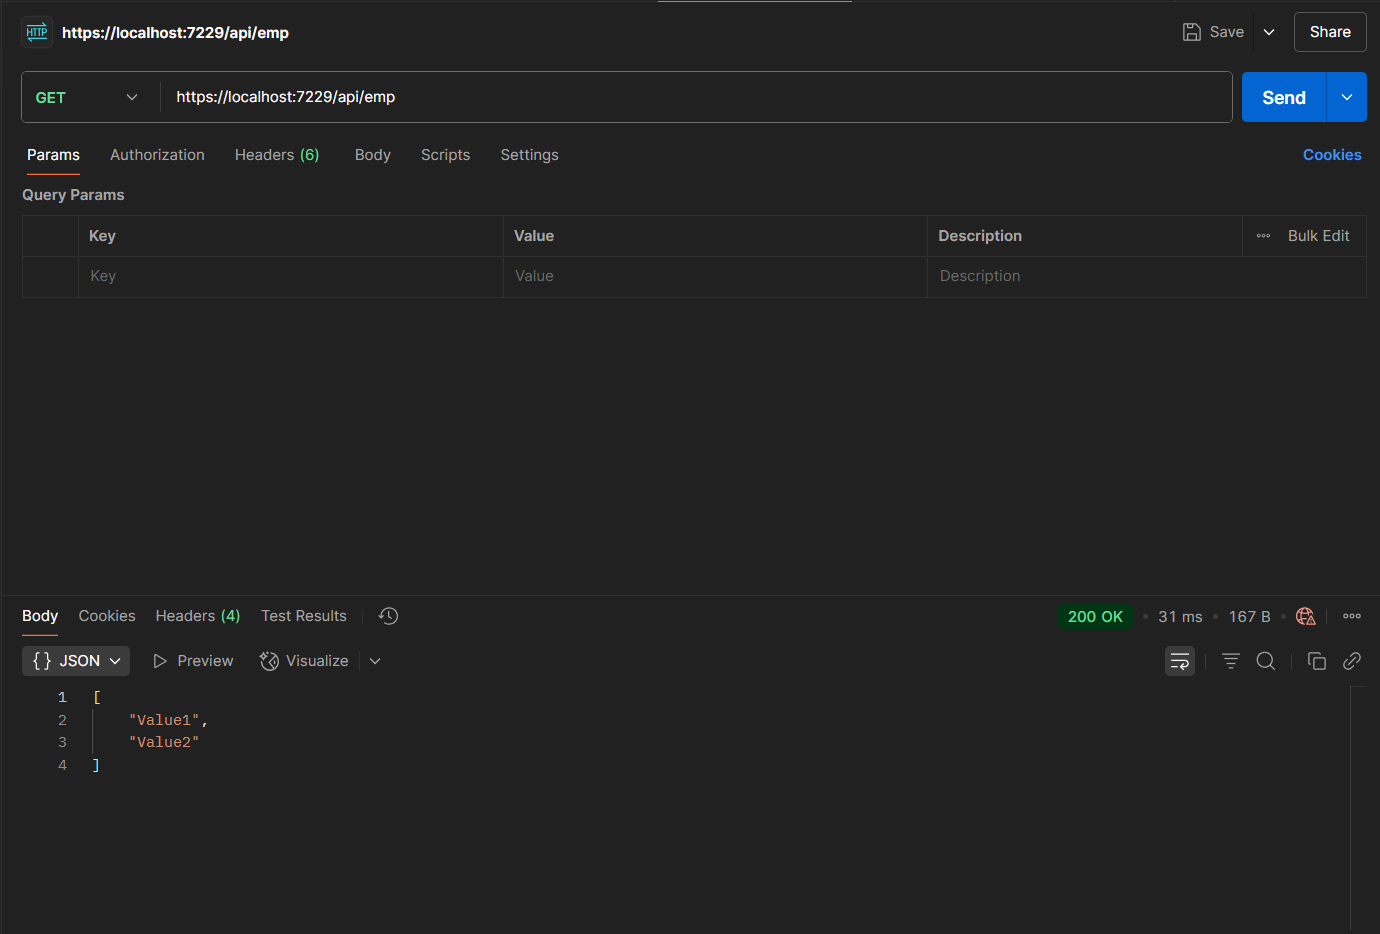 HTTP https://localhost:7229/api/emp Save Share
GET https://localhost:7229/api/emp Send
Params Authorization Headers (6) Body Scripts Settings Cookies
Query Params
Key Value Description Bulk Edit
Key Value Description
Body Cookies Headers (4) Test Results 200 OK • 31 ms • 167 B •
{} JSON Preview Visualize
1 [
2 "Value1",
3 "Value2"
4 ]